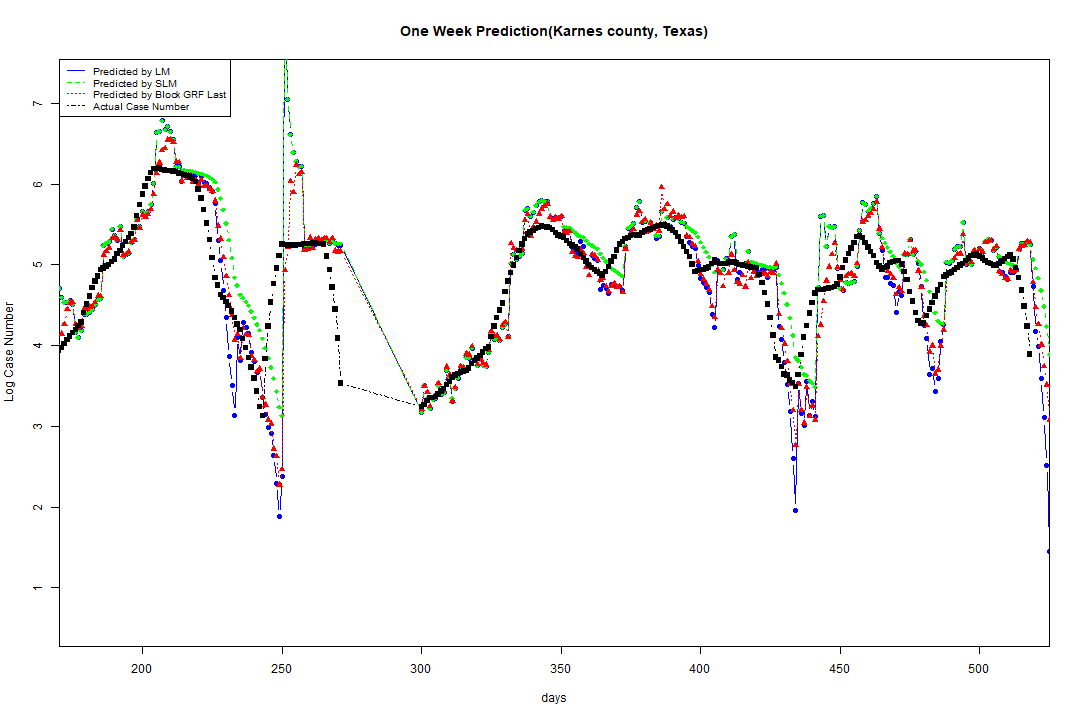 One Week Prediction(Karnes county, Texas)
Predicted by LM
Predicted by SLM
Predicted by Block GRF Last
Actual Case Number
7
6
5
4
3
2
1
Log Case Number
200 250 300 350 400 450 500
days